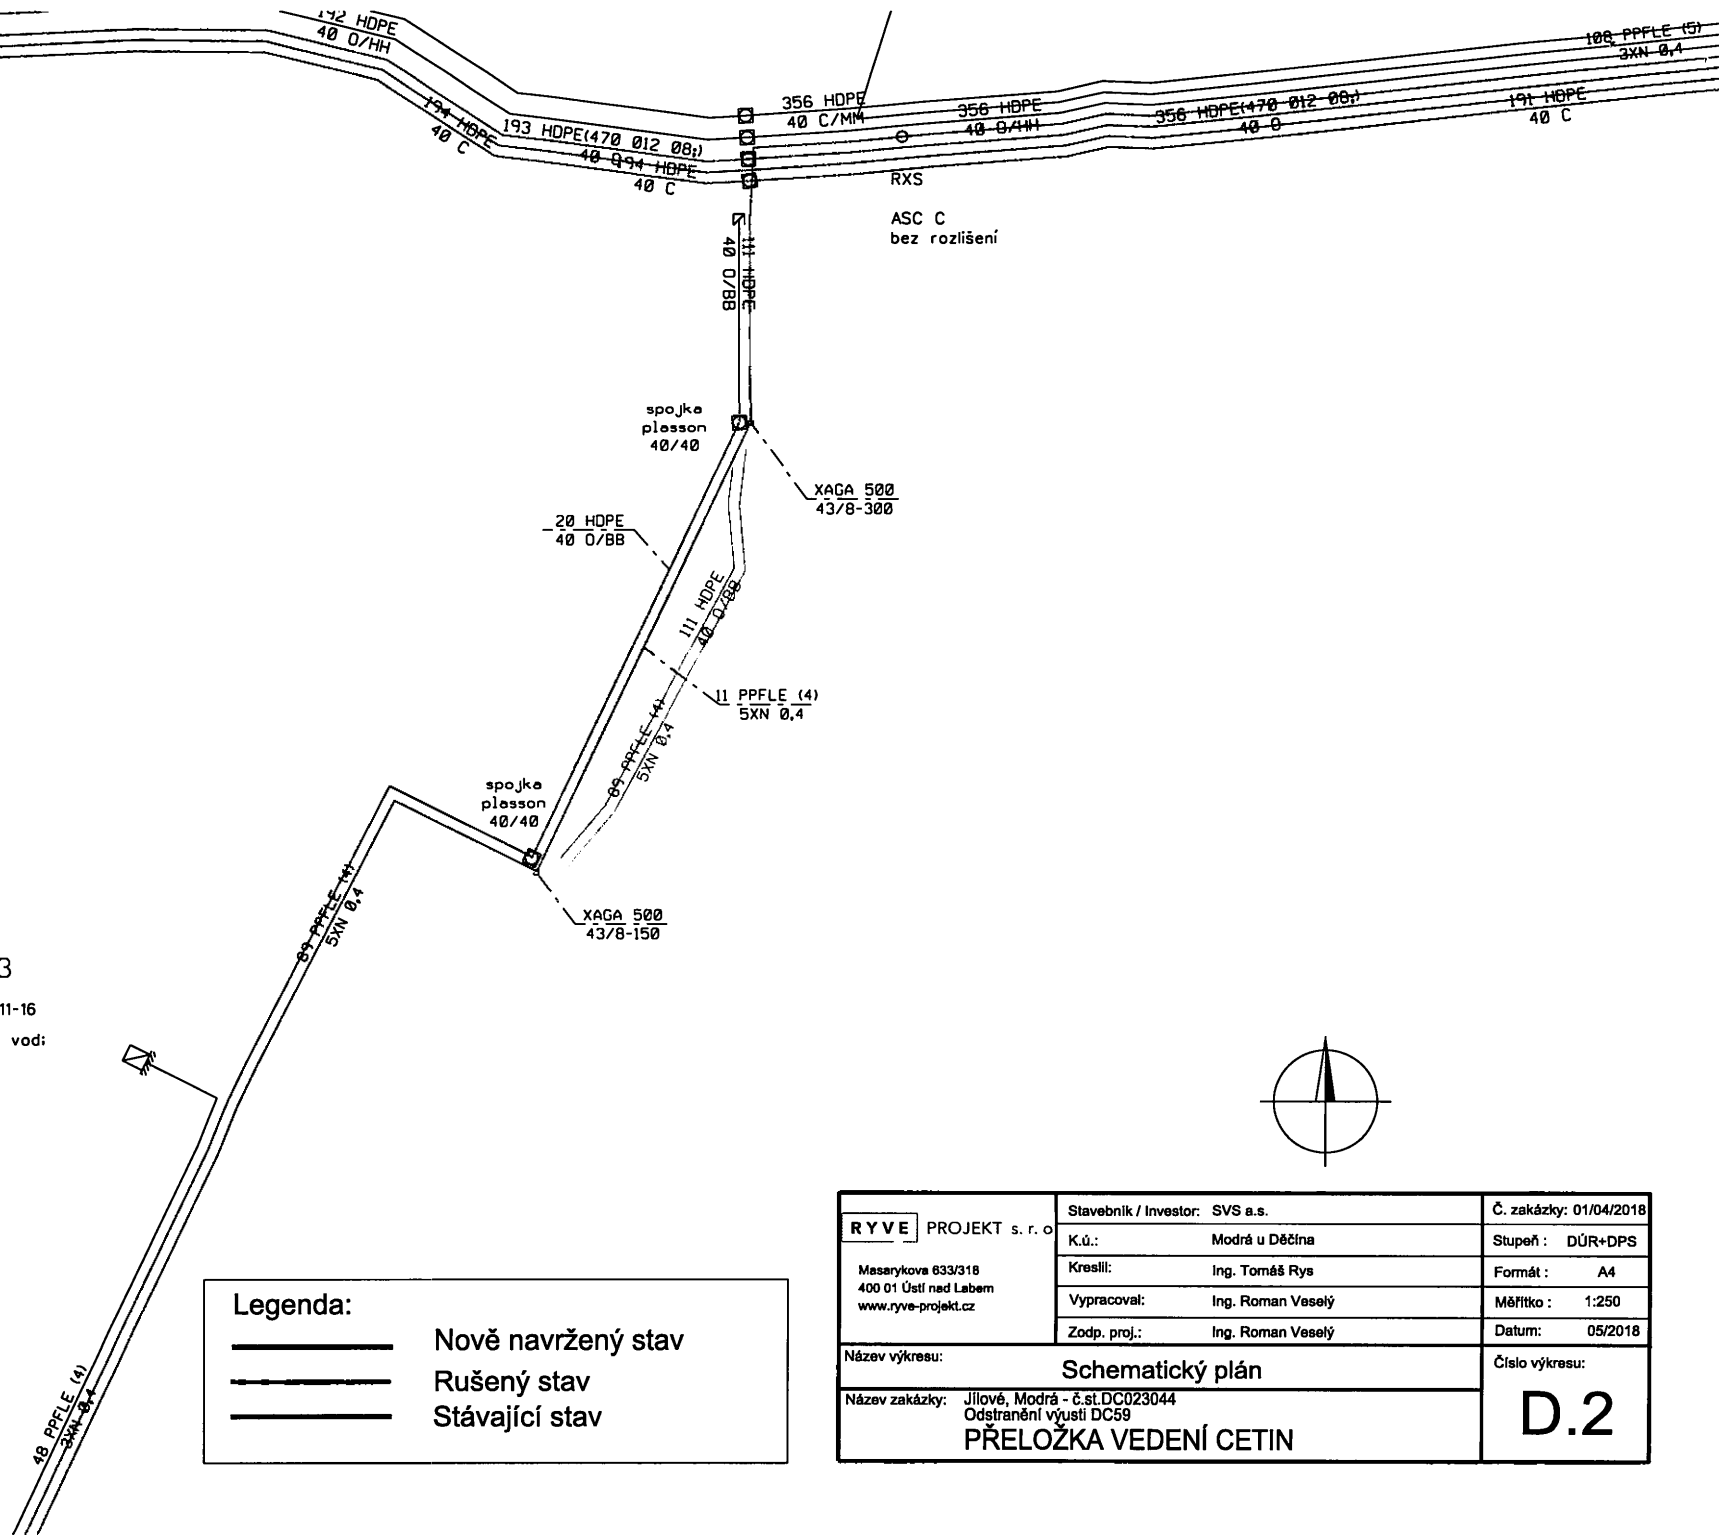 192 HDPE
40 O/HH
194 HDPE
40 C
193 HDPE(470 012 08;)
40 O
194 HDPE
40 C
356 HDPE
40 C/MM
356 HDPE
40 O/HH
356 HDPE(470 012 08;)
40 O
108 PPFLE (5)
3XN 0,4
191 HDPE
40 C
RXS
ASC C
bez rozlišení
111 HDPE
40 O/BB
spojka
plasson
40/40
XAGA 500
43/8-300
20 HDPE
40 O/BB
111 HDPE
40 O/BB
11 PPFLE (4)
5XN 0,4
89 PPFLE (4)
5XN 0,4
spojka
plasson
40/40
XAGA 500
43/8-150
89 PPFLE (4)
5XN 0,4
3
11-16
vod;
48 PPFLE (4)
3XN 0,4
Legenda:
Nově navržený stav
Rušený stav
Stávající stav
RYVE PROJEKT s. r. o
Masarykova 633/318
400 01 Ústí nad Labem
www.ryve-projekt.cz
Stavebník / Investor: SVS a.s.
K.ú.: Modrá u Děčína
Kreslil: Ing. Tomáš Rys
Vypracoval: Ing. Roman Veselý
Zodp. proj.: Ing. Roman Veselý
Č. zakázky: 01/04/2018
Stupeň : DÚR+DPS
Formát : A4
Měřítko : 1:250
Datum: 05/2018
Název výkresu: Schematický plán
Číslo výkresu:
D.2
Název zakázky: Jílové, Modrá - č.st.DC023044
Odstranění výusti DC59
PŘELOŽKA VEDENÍ CETIN